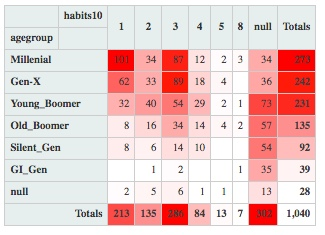 habits10 1 2 3 4 5 8 null Totals
agegroup
Millenial 101 34 87 12 2 3 34 273
Gen-X 62 33 89 18 4 36 242
Young_Boomer 32 40 54 29 2 1 73 231
Old_Boomer 8 16 34 14 4 2 57 135
Silent_Gen 8 6 14 10 54 92
GI_Gen 1 2 1 35 39
null 2 5 6 1 1 13 28
Totals 213 135 286 84 13 7 302 1,040